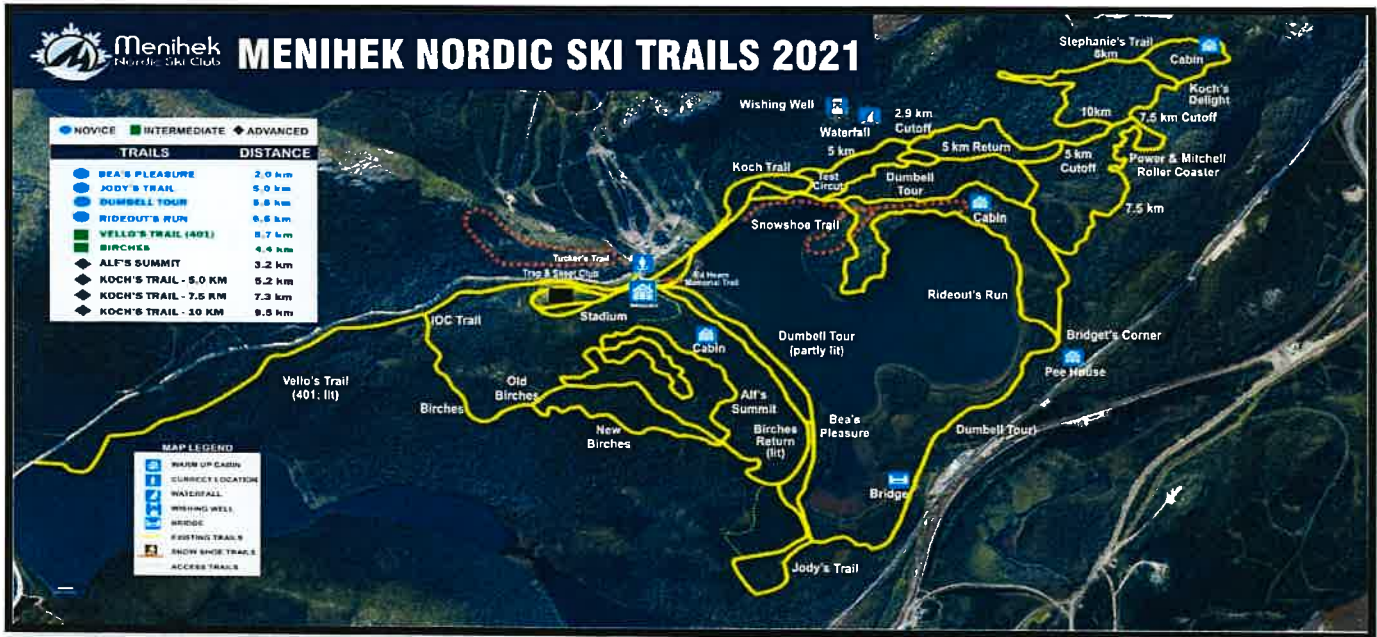 Menihek
Nordic Ski Club
MENIHEK NORDIC SKI TRAILS 2021
NOVICE INTERMEDIATE ADVANCED
TRAILS DISTANCE
BEA'S PLEASURE 2.0 km
JODY'S TRAIL 5.0 km
DUMBELL TOUR
RIDEOUT'S RUN 6.6 km
VELLO'S TRAIL (401) 5.7 km
BIRCHES 4.4 km
ALF'S SUMMIT 3.2 km
KOCH'S TRAIL - 5.0 KM 5.2 km
KOCH'S TRAIL - 7.5 KM 7.3 km
KOCH'S TRAIL - 10 KM 9.5 km
Stephanie's Trail
Cabin
Koch's
Delight
10km
7.5 km Cutoff
Wishing Well
Waterfall
2.9 km
Cutoff
5 km
5 km Return
5 km
Cutoff
Power & Mitchell
Roller Coaster
Koch Trail
Test
Circut
Dumbell
Tour
Cabin
7.5 km
Snowshoe Trail
Tucker's Trail
Trap & Skeet Club
Memorial Trail
Rideout's Run
Stadium
IOC Trail
Cabin
Dumbell Tour
(partly lit)
Bridget's Corner
Pee House
Vello's Trail
(401; lit)
Old
Birches
Birches
Alf's
Summit
New
Birches
Birches
Return
(lit)
Bea's
Pleasure
Dumbell Tour)
Bridge
Jody's Trail
MAP LEGEND
WARM UP CABIN
CURRECT LOCATION
WATERFALL
WISHING WELL
BRIDGE
EXISTING TRAILS
SNOW SHOE TRAILS
ACCESS TRAILS